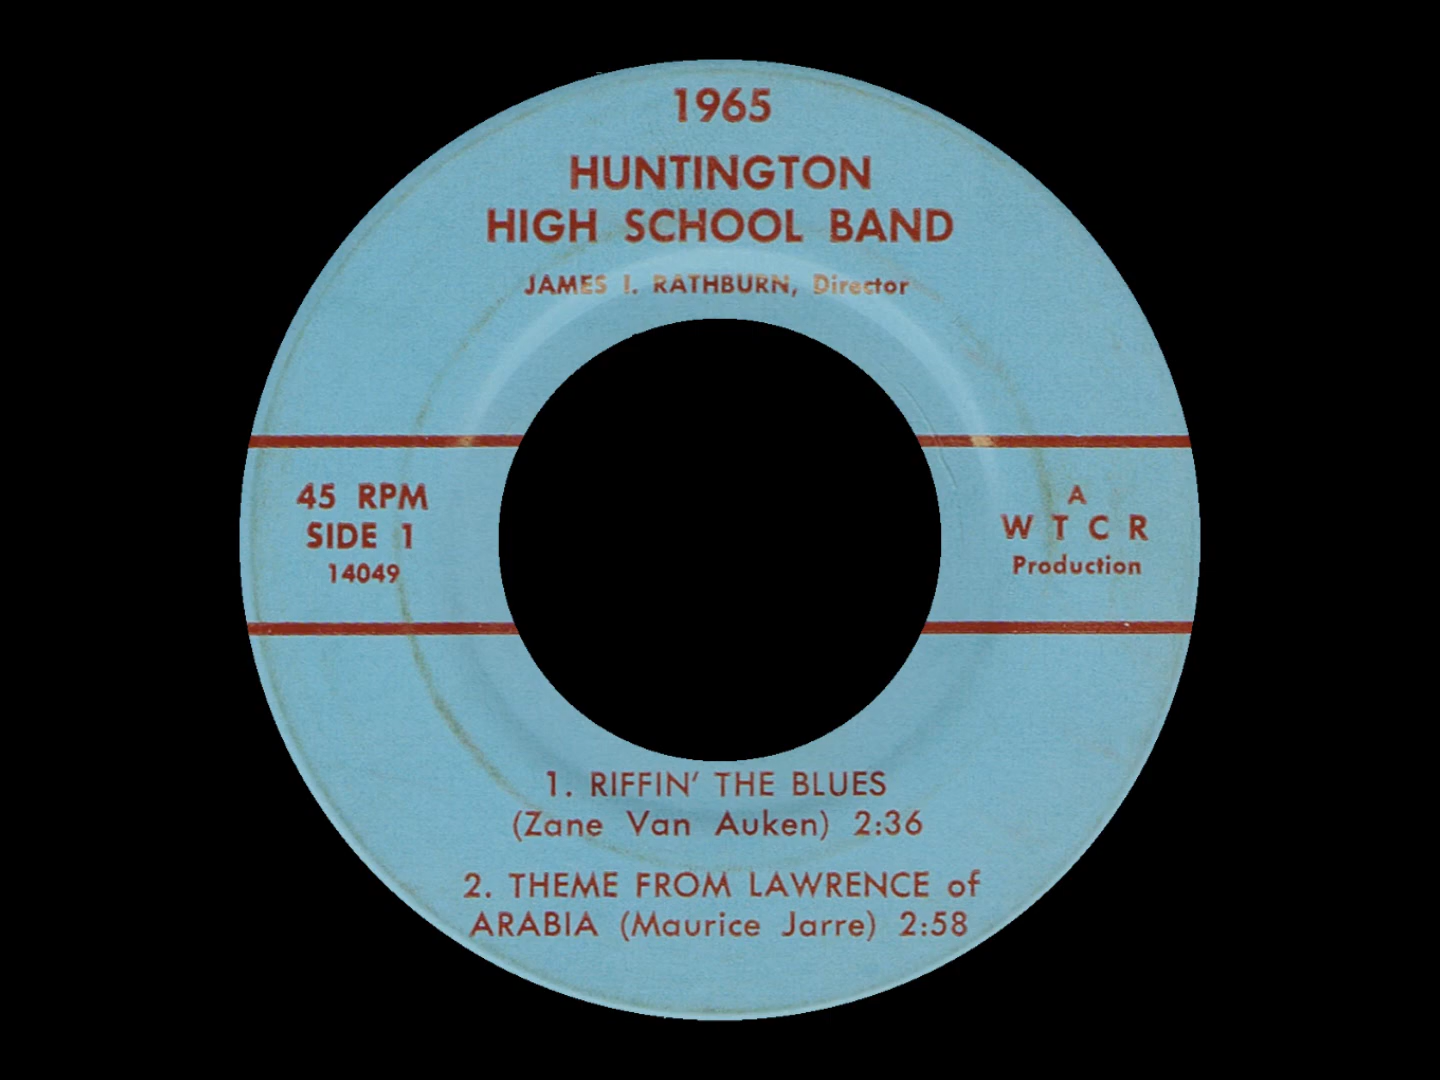 1965
HUNTINGTON
HIGH SCHOOL BAND
JAMES I. RATHBURN, Director
45 RPM
SIDE 1
14049
A
W T C R
Production
1. RIFFIN' THE BLUES
(Zane Van Auken) 2:36
2. THEME FROM LAWRENCE of
ARABIA (Maurice Jarre) 2:58